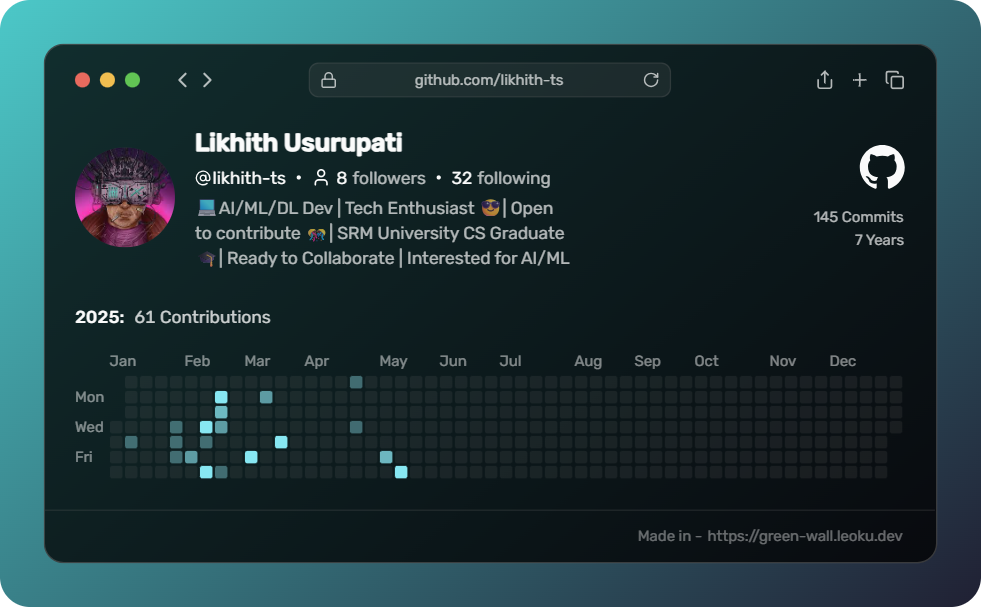 github.com/likhith-ts
Likhith Usurupati
@likhith-ts • 8 followers • 32 following
💻AI/ML/DL Dev | Tech Enthusiast 😎| Open
to contribute 🎊| SRM University CS Graduate
🎓| Ready to Collaborate | Interested for AI/ML
145 Commits
7 Years
2025: 61 Contributions
Jan Feb Mar Apr May Jun Jul Aug Sep Oct Nov Dec
Mon
Wed
Fri
Made in - https://green-wall.leoku.dev